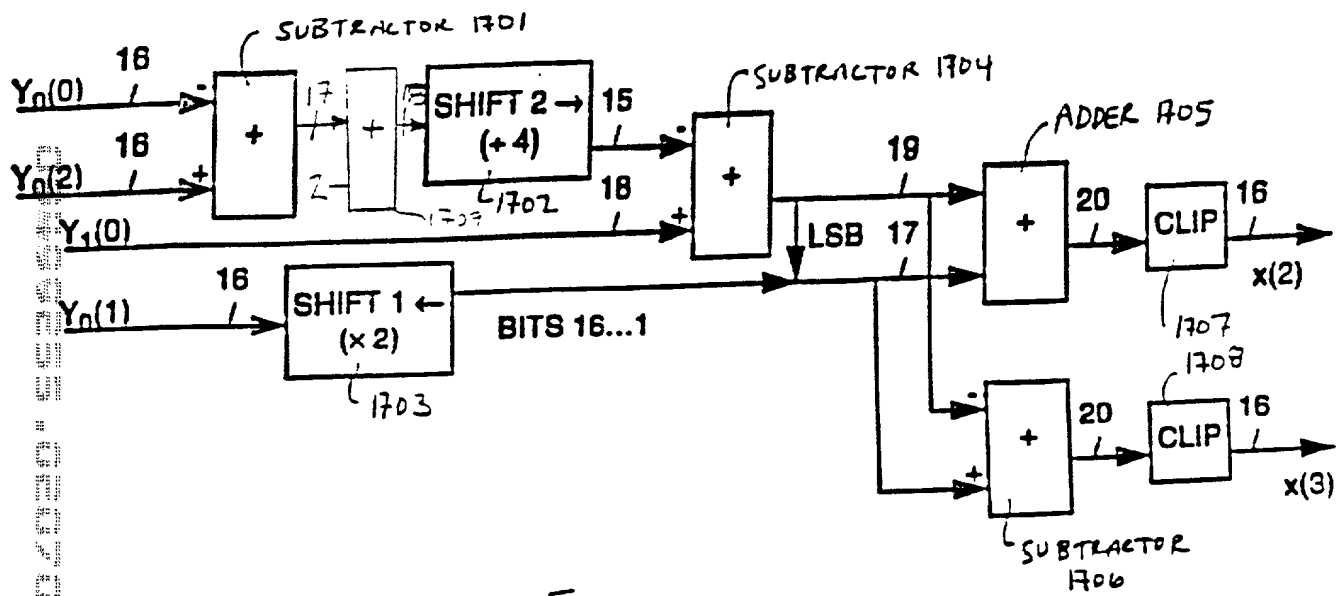 SUBTRACTOR 1701
16
Y0(0)
-
+
17
+
2
1709
SHIFT 2 →
(÷ 4)
1702
15
SUBTRACTOR 1704
-
+
+
16
Y0(2)
+
18
Y1(0)
19
LSB
17
ADDER 1705
+
20
CLIP
1707
16
x(2)
16
Y0(1)
SHIFT 1 ←
(× 2)
1703
BITS 16...1
-
+
+
20
1708
CLIP
16
x(3)
SUBTRACTOR
1706